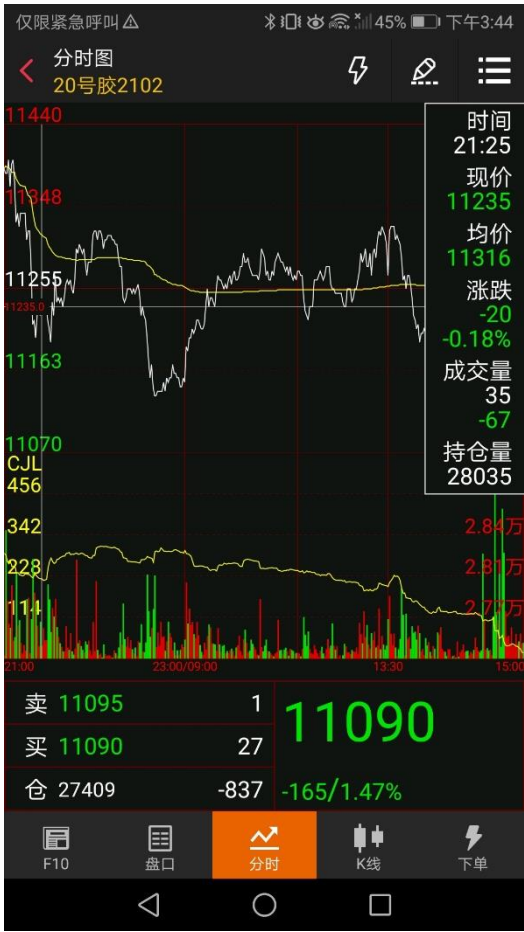 仅限紧急呼叫 45% 下午3:44
分时图
20号胶2102
11440
11348
11255
11235.0
11163
11070
时间
21:25
现价
11235
均价
11316
涨跌
-20
-0.18%
成交量
35
-67
持仓量
28035
CJL
456
342
228
114
2.84万
2.81万
2.77万
21:00 23:00/09:00 13:30 15:00
卖 11095 1
买 11090 27
仓 27409 -837
11090
-165/1.47%
F10 盘口 分时 K线 下单